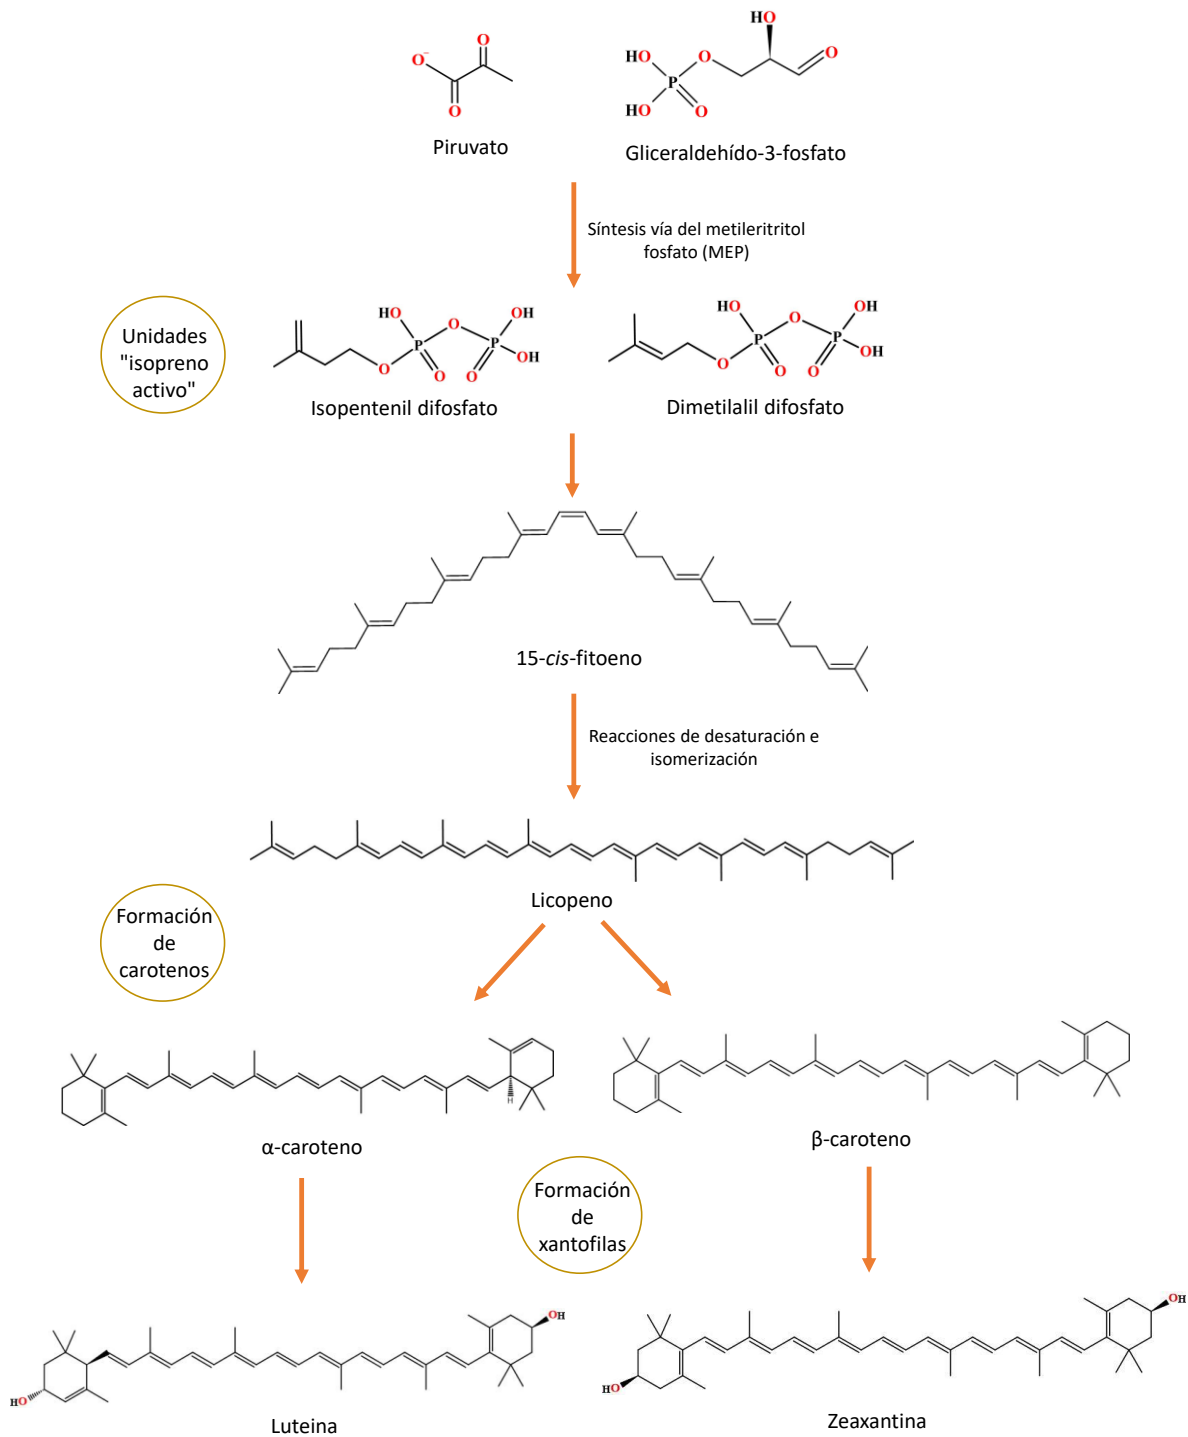 O⁻
O
O
Piruvato
HO
HO
HO
P
O
O
O
Gliceraldehído-3-fosfato
Síntesis vía del metileritritol
fosfato (MEP)
Unidades
"isopreno
activo"
HO
O
OH
P
P
OH
O
O
O
Isopentenil difosfato
HO
O
OH
P
P
OH
O
O
O
Dimetilalil difosfato
15-cis-fitoeno
Reacciones de desaturación e
isomerización
Licopeno
Formación
de
carotenos
H
α-caroteno
β-caroteno
Formación
de
xantofilas
OH
HO
Luteina
OH
HO
Zeaxantina